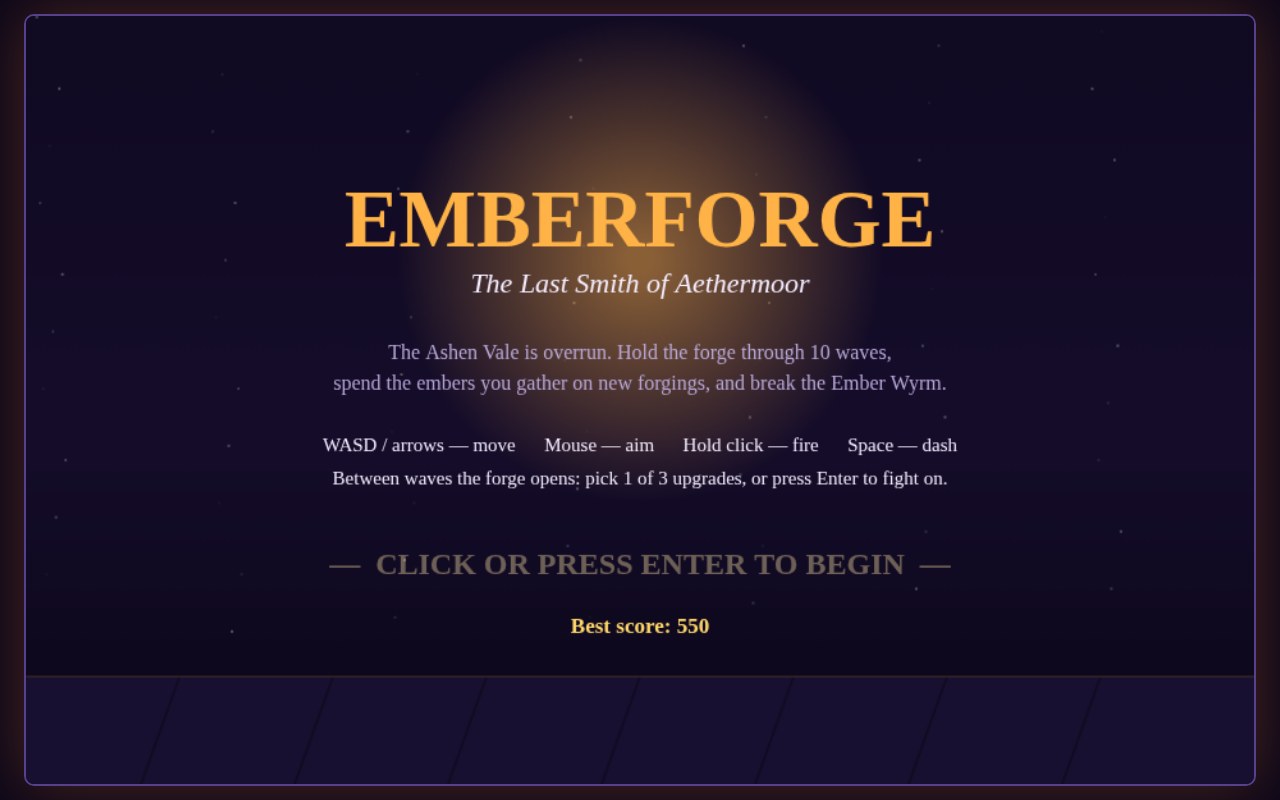 EMBERFORGE
The Last Smith of Aethermoor
The Ashen Vale is overrun. Hold the forge through 10 waves,
spend the embers you gather on new forgings, and break the Ember Wyrm.
WASD / arrows — move Mouse — aim Hold click — fire Space — dash
Between waves the forge opens: pick 1 of 3 upgrades, or press Enter to fight on.
— CLICK OR PRESS ENTER TO BEGIN —
Best score: 550